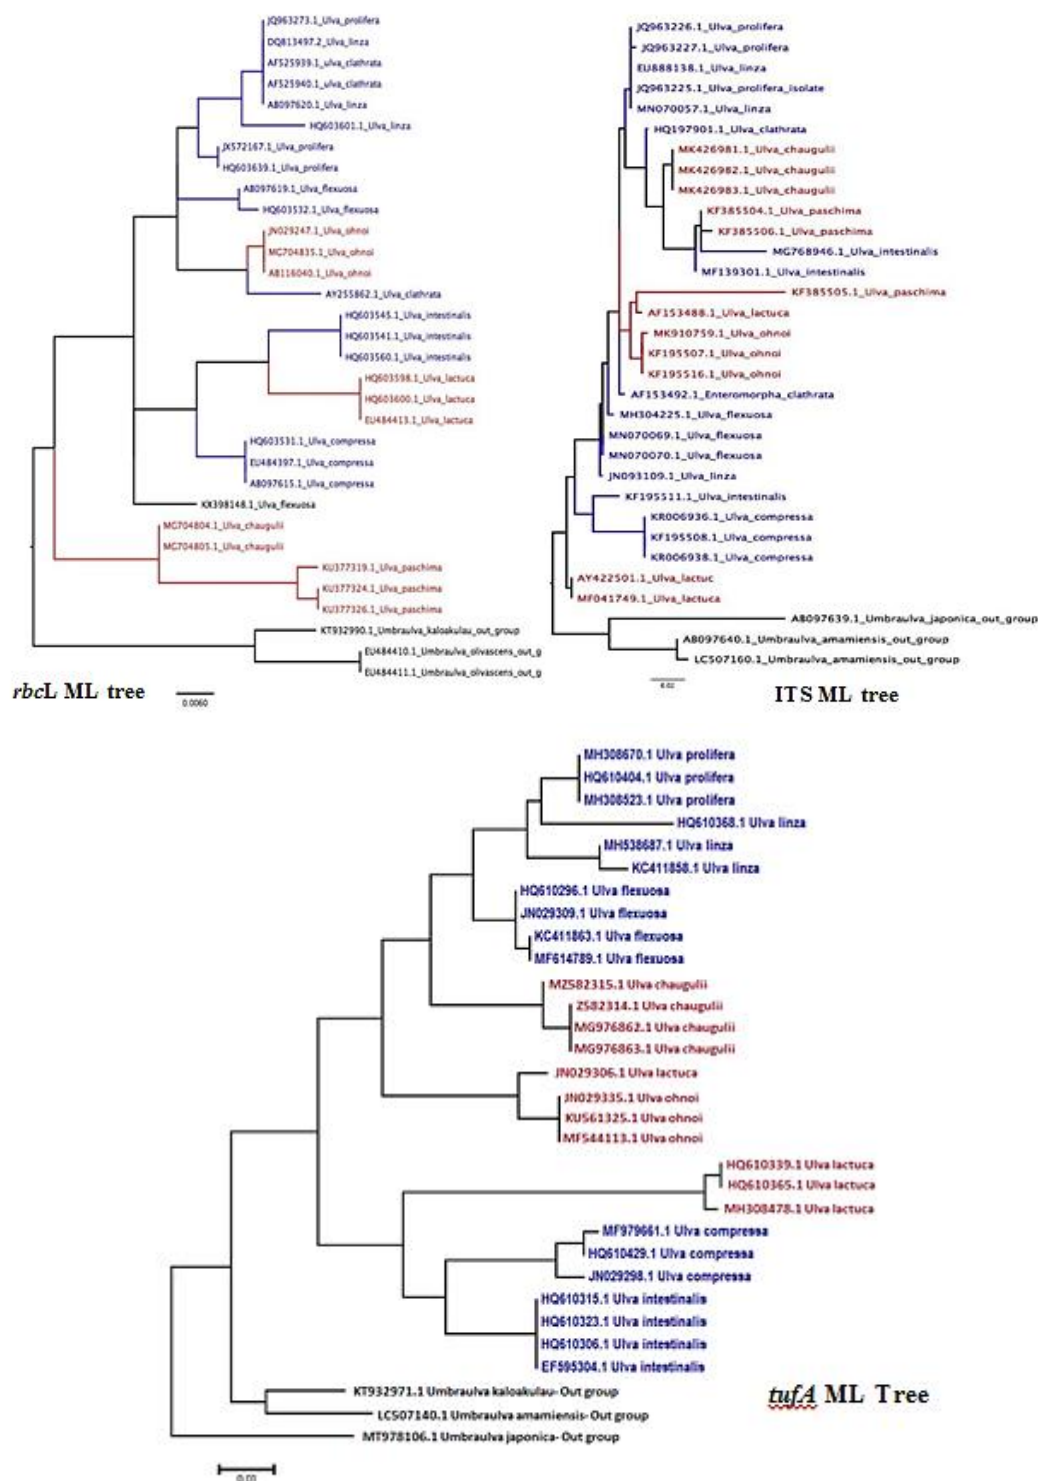 JQ963273.1_Ulva_prolifera
DQ813497.2_Ulva_linza
AF525939.1_ulva_clathrata
AF525940.1_ulva_clathrata
AB097620.1_Ulva_linza
HQ603601.1_Ulva_linza
JX572167.1_Ulva_prolifera
HQ603639.1_Ulva_prolifera
AB097619.1_Ulva_flexuosa
HQ603532.1_Ulva_flexuosa
JN029247.1_Ulva_ohnoi
MG704835.1_Ulva_ohnoi
AB116040.1_Ulva_ohnoi
AY255862.1_Ulva_clathrata
HQ603545.1_Ulva_intestinalis
HQ603541.1_Ulva_intestinalis
HQ603560.1_Ulva_intestinalis
HQ603598.1_Ulva_lactuca
HQ603600.1_Ulva_lactuca
EU484413.1_Ulva_lactuca
HQ603531.1_Ulva_compressa
EU484397.1_Ulva_compressa
AB097615.1_Ulva_compressa
KX398148.1_Ulva_flexuosa
MG704804.1_Ulva_chaugulii
MG704805.1_Ulva_chaugulii
KU377319.1_Ulva_paschima
KU377324.1_Ulva_paschima
KU377326.1_Ulva_paschima
KT932990.1_Umbraulva_kaloakulau_out_group
EU484410.1_Umbraulva_olivascens_out_g
EU484411.1_Umbraulva_olivascens_out_g
rbcL ML tree
0.0060
JQ963226.1_Ulva_prolifera
JQ963227.1_Ulva_prolifera
EU888138.1_Ulva_linza
JQ963225.1_Ulva_prolifera_isolate
MN070057.1_Ulva_linza
HQ197901.1_Ulva_clathrata
MK426981.1_Ulva_chaugulii
MK426982.1_Ulva_chaugulii
MK426983.1_Ulva_chaugulii
KF385504.1_Ulva_paschima
KF385506.1_Ulva_paschima
MG768946.1_Ulva_intestinalis
MF139301.1_Ulva_intestinalis
KF385505.1_Ulva_paschima
AF153488.1_Ulva_lactuca
MK910759.1_Ulva_ohnoi
KF195507.1_Ulva_ohnoi
KF195516.1_Ulva_ohnoi
AF153492.1_Enteromorpha_clathrata
MH304225.1_Ulva_flexuosa
MN070069.1_Ulva_flexuosa
MN070070.1_Ulva_flexuosa
JN093109.1_Ulva_linza
KF195511.1_Ulva_intestinalis
KR006936.1_Ulva_compressa
KF195508.1_Ulva_compressa
KR006938.1_Ulva_compressa
AY422501.1_Ulva_lactuc
MF041749.1_Ulva_lactuca
AB097639.1_Umbraulva_japonica_out_group
AB097640.1_Umbraulva_amamiensis_out_group
LC507160.1_Umbraulva_amamiensis_out_group
0.02
ITS ML tree
MH308670.1 Ulva prolifera
HQ610404.1 Ulva prolifera
MH308523.1 Ulva prolifera
HQ610368.1 Ulva linza
MH538687.1 Ulva linza
KC411858.1 Ulva linza
HQ610296.1 Ulva flexuosa
JN029309.1 Ulva flexuosa
KC411863.1 Ulva flexuosa
MF614789.1 Ulva flexuosa
MZ582315.1 Ulva chaugulii
Z582314.1 Ulva chaugulii
MG976862.1 Ulva chaugulii
MG976863.1 Ulva chaugulii
JN029306.1 Ulva lactuca
JN029335.1 Ulva ohnoi
KU561325.1 Ulva ohnoi
MF544113.1 Ulva ohnoi
HQ610339.1 Ulva lactuca
HQ610365.1 Ulva lactuca
MH308478.1 Ulva lactuca
MF979661.1 Ulva compressa
HQ610429.1 Ulva compressa
JN029298.1 Ulva compressa
HQ610315.1 Ulva intestinalis
HQ610323.1 Ulva intestinalis
HQ610306.1 Ulva intestinalis
EF595304.1 Ulva intestinalis
KT932971.1 Umbraulva kaloakulau- Out group
LC507140.1 Umbraulva amamiensis- Out group
MT978106.1 Umbraulva japonica- Out group
tufA ML Tree